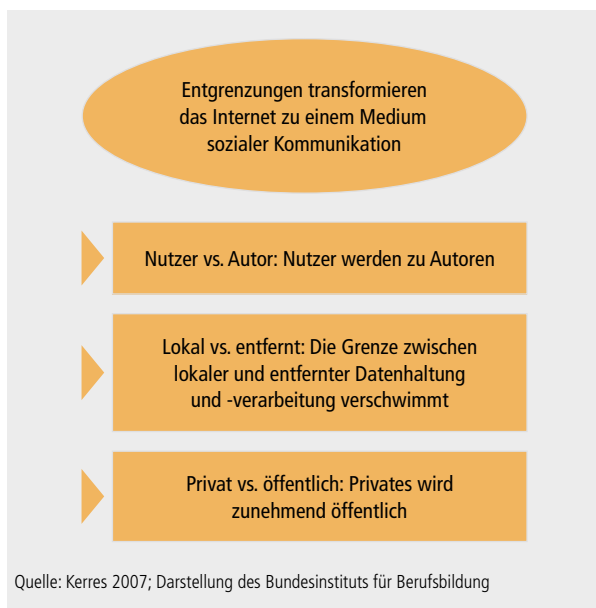 Entgrenzungen transformieren
das Internet zu einem Medium
sozialer Kommunikation
Nutzer vs. Autor: Nutzer werden zu Autoren
Lokal vs. entfernt: Die Grenze zwischen
lokaler und entfernter Datenhaltung
und -verarbeitung verschwimmt
Privat vs. öffentlich: Privates wird
zunehmend öffentlich
Quelle: Kerres 2007; Darstellung des Bundesinstituts für Berufsbildung